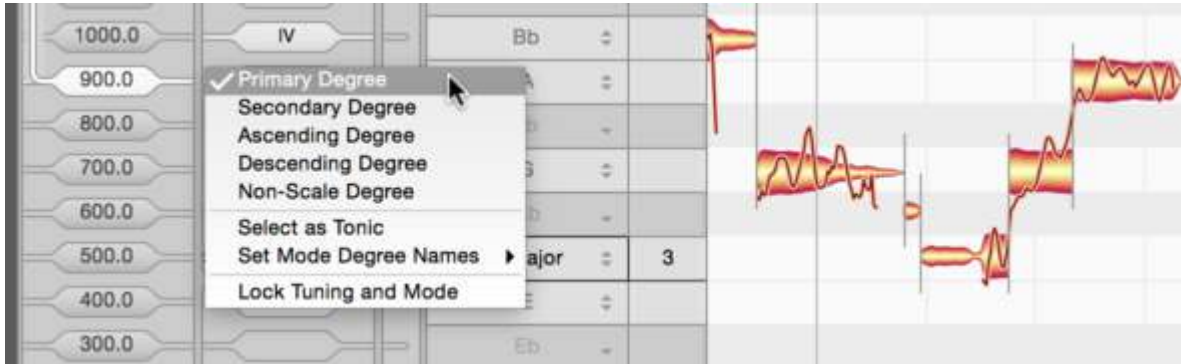 1000.0 IV Bb
900.0 Primary Degree A
Secondary Degree
800.0
Ascending Degree
700.0 Descending Degree G
Non-Scale Degree
600.0
Select as Tonic
500.0 Set Mode Degree Names ajor 3
400.0 Lock Tuning and Mode E
300.0 Eb